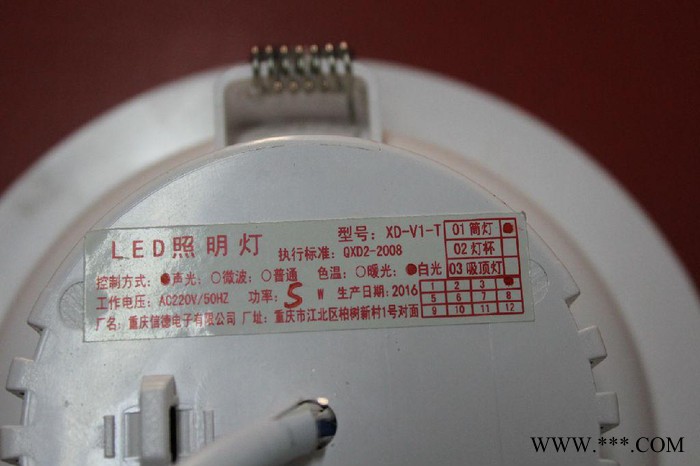 LED照明灯
型号: XD-V1-T
执行标准: QXD2-2008
01 筒灯 ●
02 灯杯
03 吸顶灯
控制方式: ●声光: ○微波: ○普通 色温: ○暖光: ●白光
工作电压: AC220V/50HZ 功率: 5 W 生产日期: 2016
1 2 3
5 6 7 8
9 10 11 12
厂名: 重庆信德电子有限公司 厂址: 重庆市江北区柏树新村1号对面
WWW.***.COM